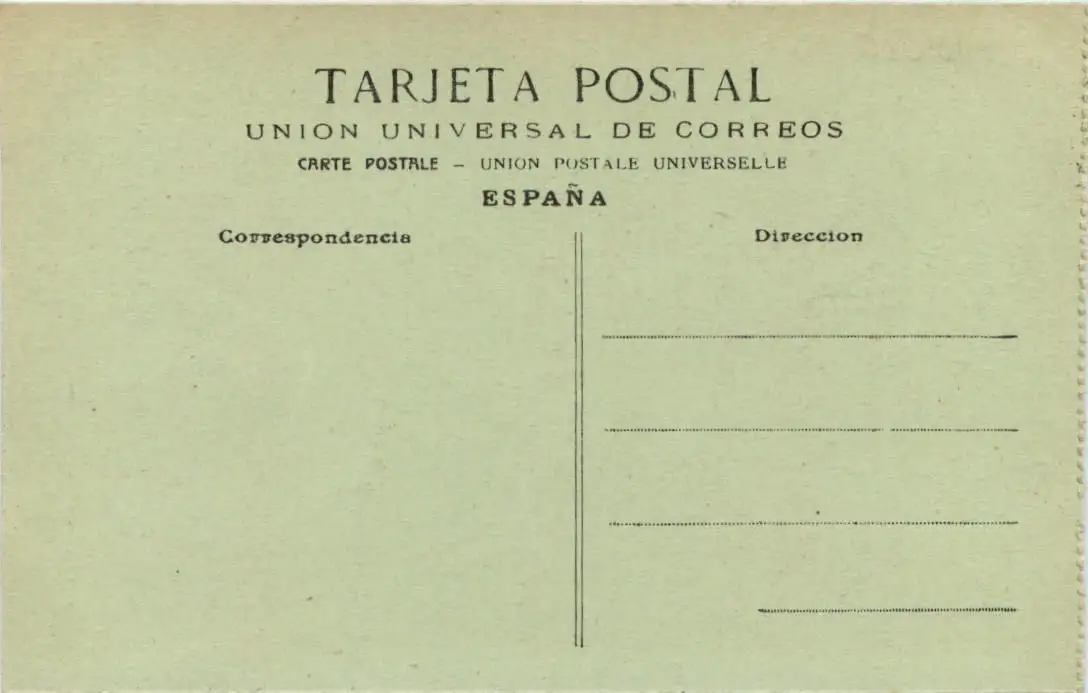 TARJETA POSTAL
UNION UNIVERSAL DE CORREOS
CARTE POSTALE – UNION POSTALE UNIVERSELLE
ESPAÑA
Correspondencia
Direccion